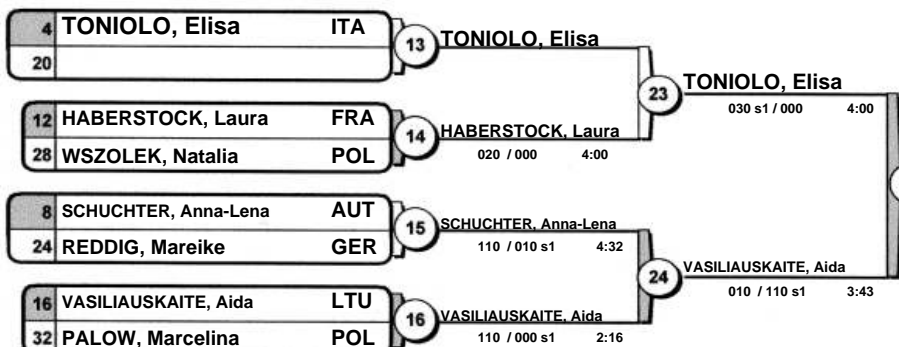 4 TONIOLO, Elisa ITA
20
13 TONIOLO, Elisa
12 HABERSTOCK, Laura FRA
28 WSZOLEK, Natalia POL
14 HABERSTOCK, Laura
020 / 000 4:00
23 TONIOLO, Elisa
030 s1 / 000 4:00
8 SCHUCHTER, Anna-Lena AUT
24 REDDIG, Mareike GER
15 SCHUCHTER, Anna-Lena
110 / 010 s1 4:32
16 VASILIAUSKAITE, Aida LTU
32 PALOW, Marcelina POL
16 VASILIAUSKAITE, Aida
110 / 000 s1 2:16
24 VASILIAUSKAITE, Aida
010 / 110 s1 3:43